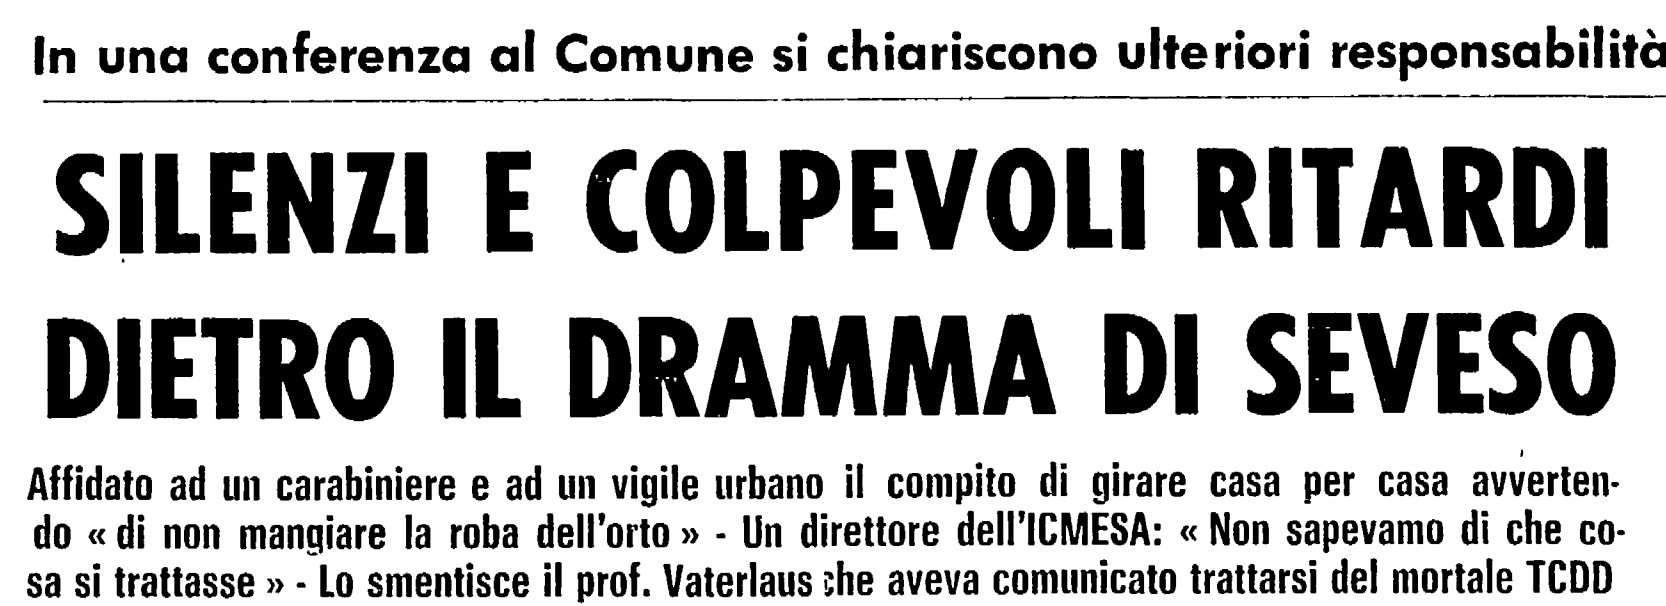 In una conferenza al Comune si chiariscono ulteriori responsabilità
SILENZI E COLPEVOLI RITARDI
DIETRO IL DRAMMA DI SEVESO
Affidato ad un carabiniere e ad un vigile urbano il compito di girare casa per casa avverten-
do « di non mangiare la roba dell'orto » - Un direttore dell'ICMESA: « Non sapevamo di che co-
sa si trattasse » - Lo smentisce il prof. Vaterlaus che aveva comunicato trattarsi del mortale TCDD